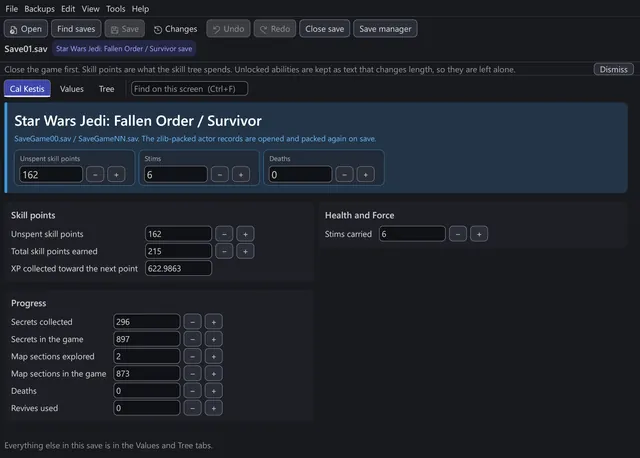 File Backups Edit View Tools Help
Open Find saves Save Changes Undo Redo Close save Save manager
Save01.sav Star Wars Jedi: Fallen Order / Survivor save
Close the game first. Skill points are what the skill tree spends. Unlocked abilities are kept as text that changes length, so they are left alone. Dismiss
Cal Kestis Values Tree Find on this screen (Ctrl+F)
Star Wars Jedi: Fallen Order / Survivor
SaveGame00.sav / SaveGameNN.sav. The zlib-packed actor records are opened and packed again on save.
Unspent skill points Stims Deaths
162 − + 6 − + 0 − +
Skill points Health and Force
Unspent skill points 162 − + Stims carried 6 − +
Total skill points earned 215 − +
XP collected toward the next point 622.9863
Progress
Secrets collected 296 − +
Secrets in the game 897 − +
Map sections explored 2 − +
Map sections in the game 873 − +
Deaths 0 − +
Revives used 0 − +
Everything else in this save is in the Values and Tree tabs.